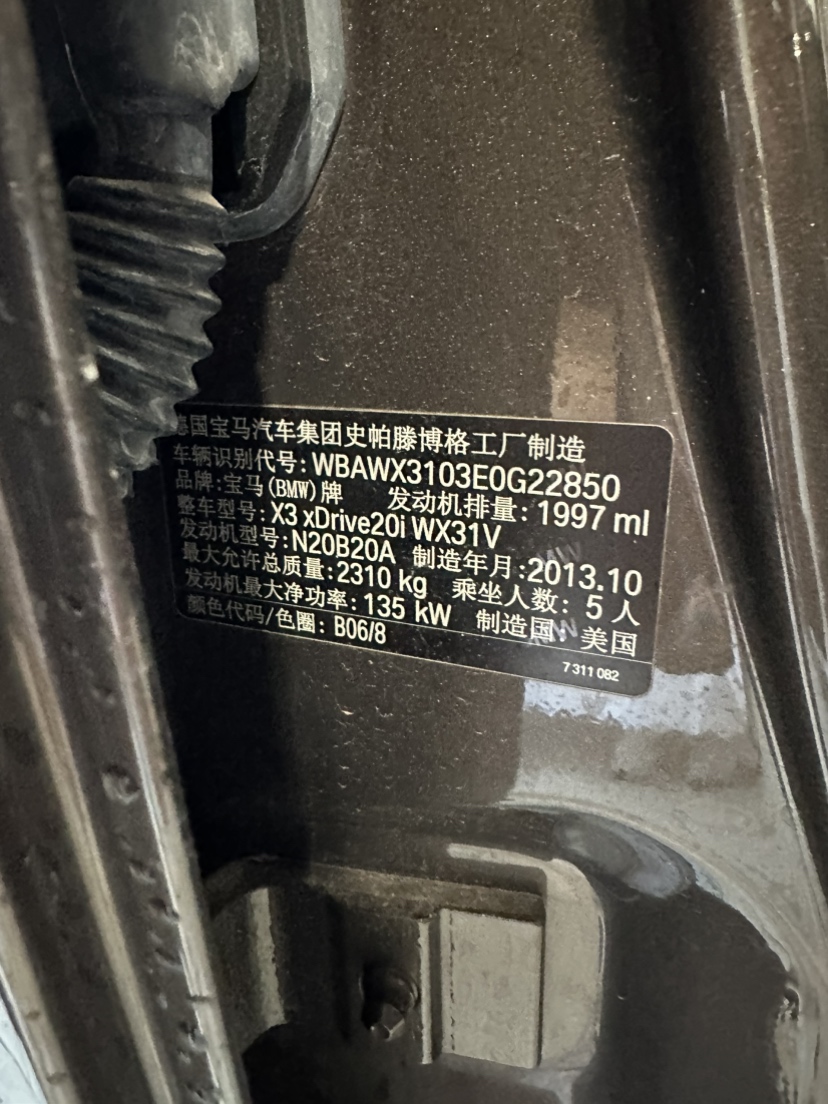 德国宝马汽车集团史帕滕博格工厂制造
车辆识别代号: WBAWX3103E0G22850
品牌: 宝马(BMW)牌 发动机排量: 1997 ml
整车型号: X3 xDrive20i WX31V
发动机型号: N20B20A 制造年月: 2013.10
最大允许总质量: 2310 kg 乘坐人数: 5 人
发动机最大净功率: 135 kW 制造国: 美国
颜色代码/色圈: B06/8
7 311 082